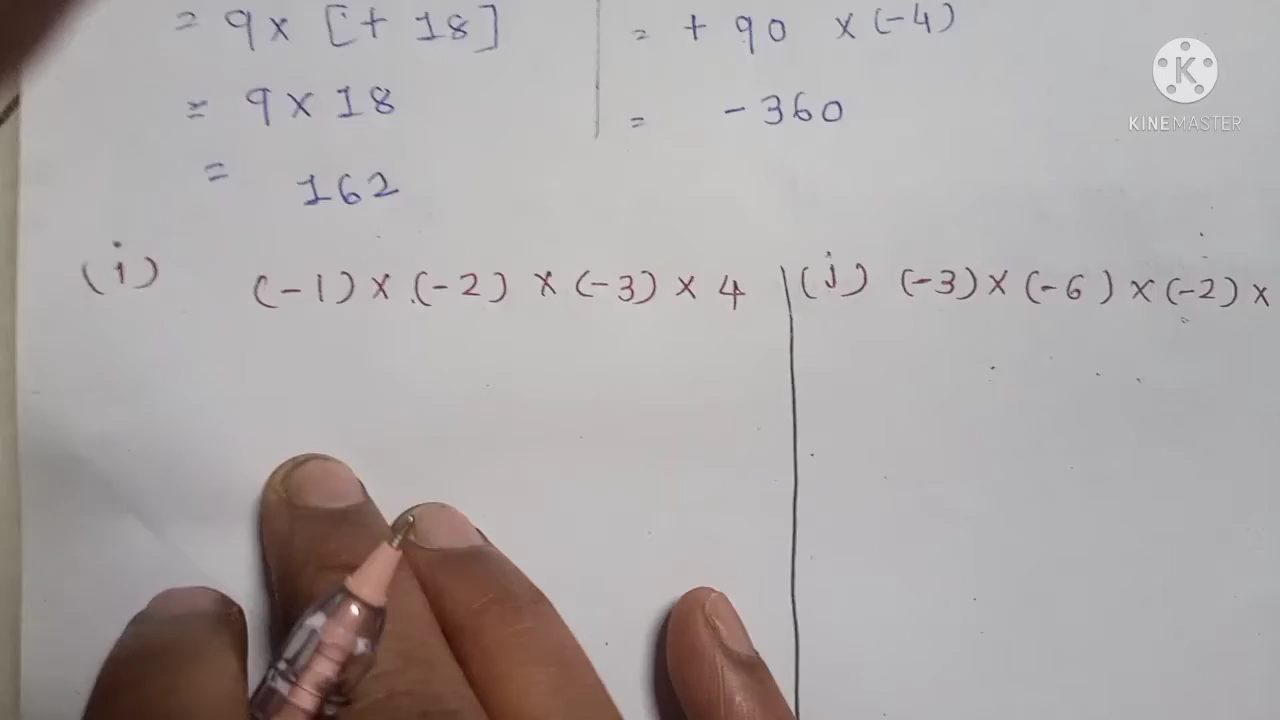 = 9 × [+ 18]
= 9 × 18
= 162
= + 90 × (-4)
= -360
KINEMASTER
(i) (-1) × (-2) × (-3) × 4
(j) (-3) × (-6) × (-2) ×